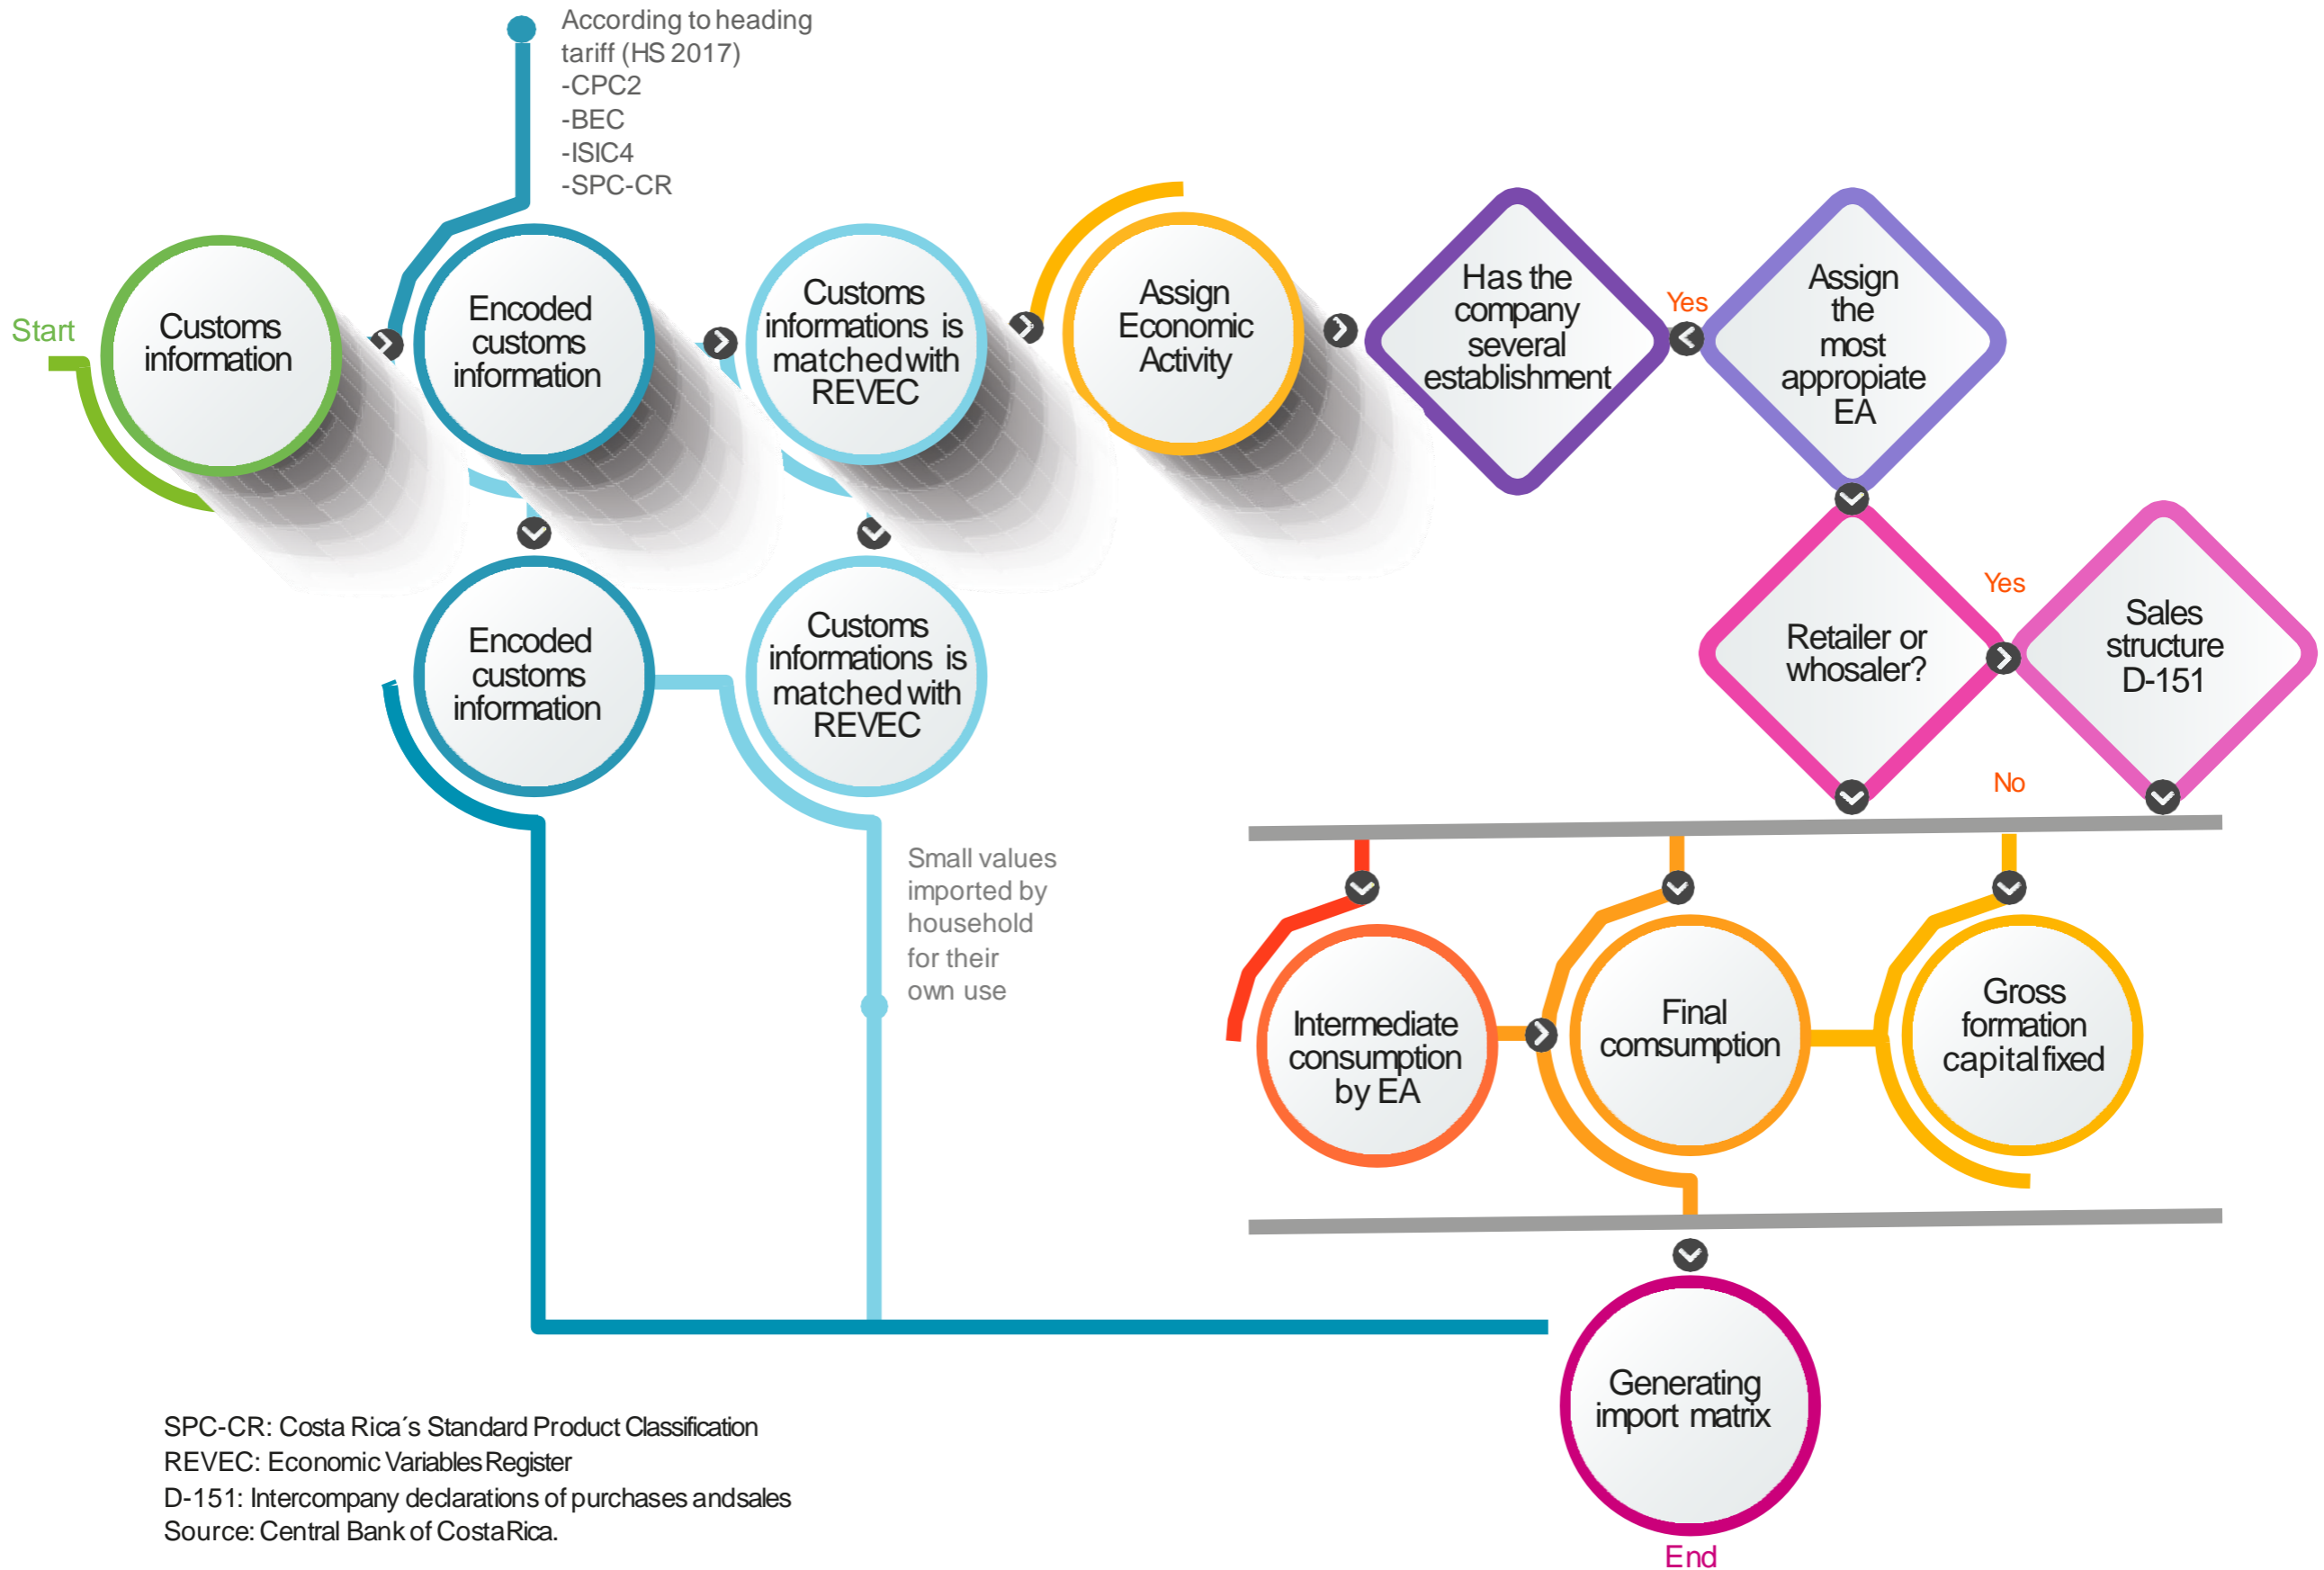 According to heading
tariff (HS 2017)
-CPC2
-BEC
-ISIC4
-SPC-CR
Start
Customs
information
Encoded
customs
information
Customs
informations is
matched with
REVEC
Assign
Economic
Activity
Has the
company
several
establishment
Yes
Assign
the
most
appropiate
EA
Encoded
customs
information
Customs
informations is
matched with
REVEC
Retailer or
whosaler?
Yes
Sales
structure
D-151
No
Small values
imported by
household
for their
own use
Intermediate
consumption
by EA
Final
comsumption
Gross
formation
capital fixed
Generating
import matrix
End
SPC-CR: Costa Rica´s Standard Product Classification
REVEC: Economic Variables Register
D-151: Intercompany declarations of purchases andsales
Source: Central Bank of CostaRica.